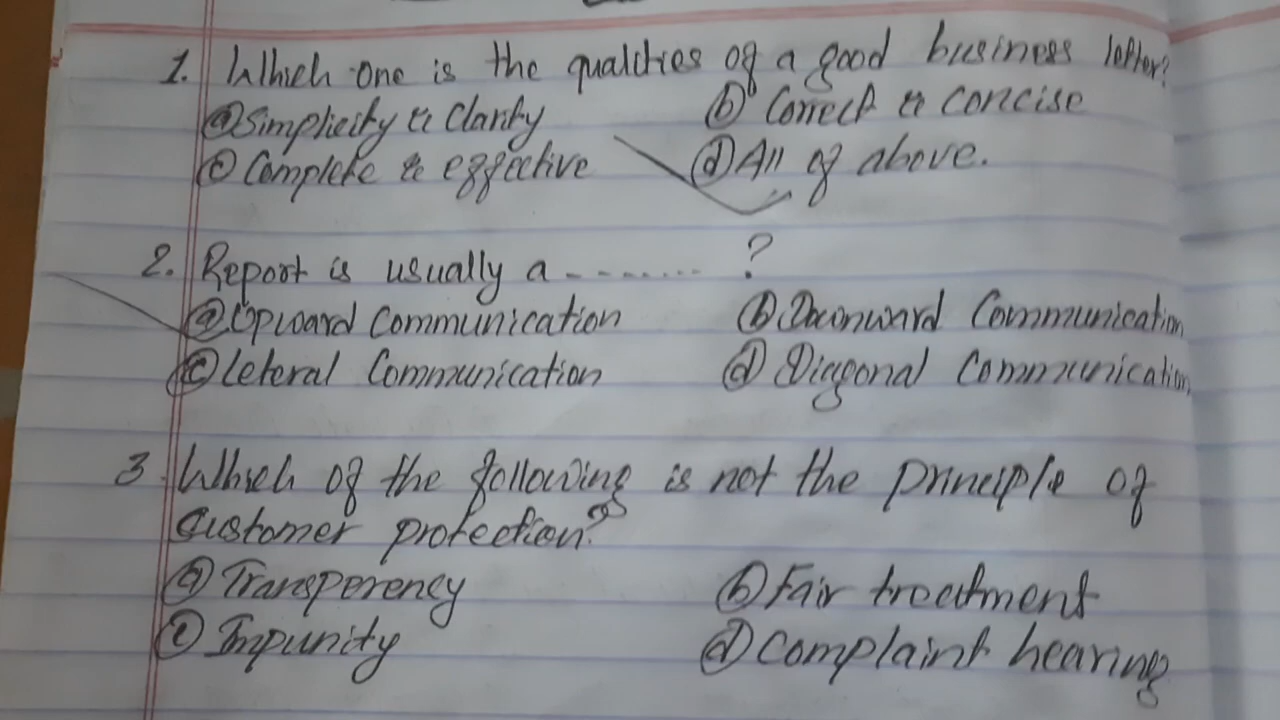 1. Which one is the qualities of a good business letter?
ⓐ Simplicity & Clarity ⓑ Correct & concise
ⓒ Complete & effective ⓓ All of above.
2. Report is usually a -------- ?
ⓐ Upward Communication ⓑ Downward Communication
ⓒ Leteral Communication ⓓ Diagonal Communication
3. Which of the following is not the principle of
Customer protection?
ⓐ Transperency ⓑ Fair treatment
ⓒ Impunity ⓓ Complaint hearing